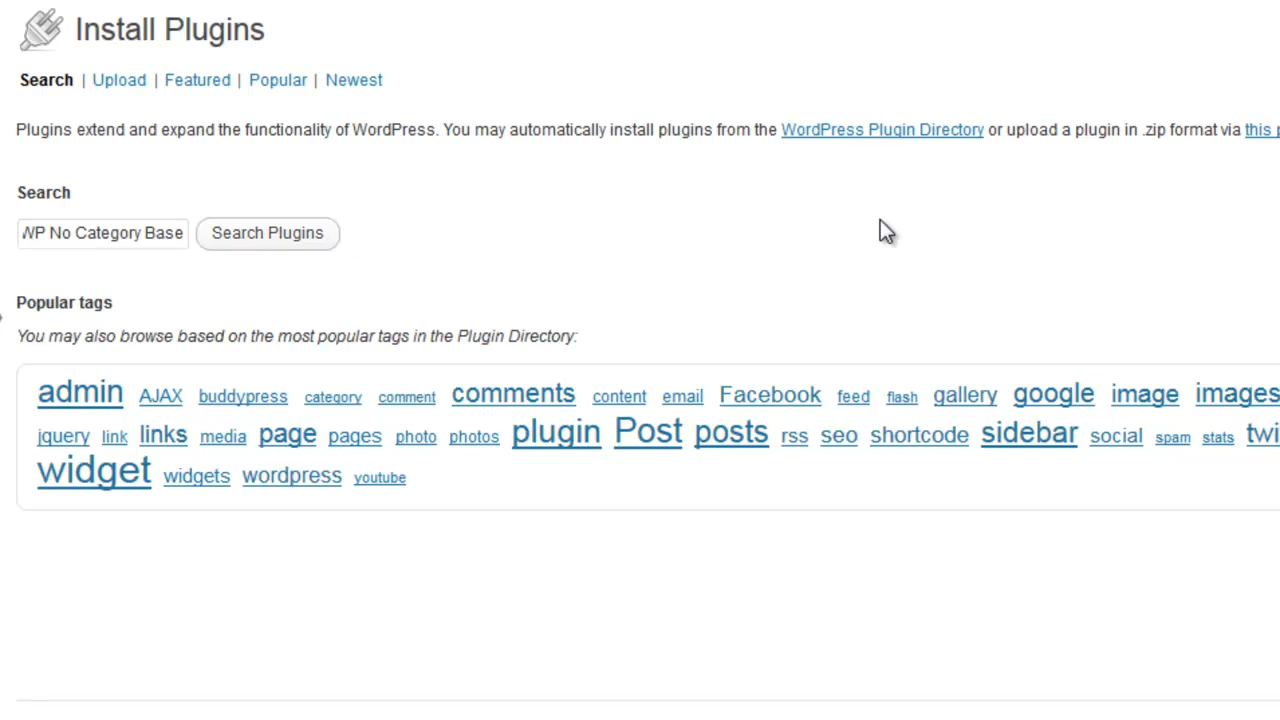 Install Plugins
Search | Upload | Featured | Popular | Newest
Plugins extend and expand the functionality of WordPress. You may automatically install plugins from the WordPress Plugin Directory or upload a plugin in .zip format via this
Search
WP No Category Base Search Plugins
Popular tags
You may also browse based on the most popular tags in the Plugin Directory:
admin AJAX buddypress category comment comments content email Facebook feed flash gallery google image images
jquery link links media page pages photo photos plugin Post posts rss seo shortcode sidebar social spam stats
widget widgets wordpress youtube